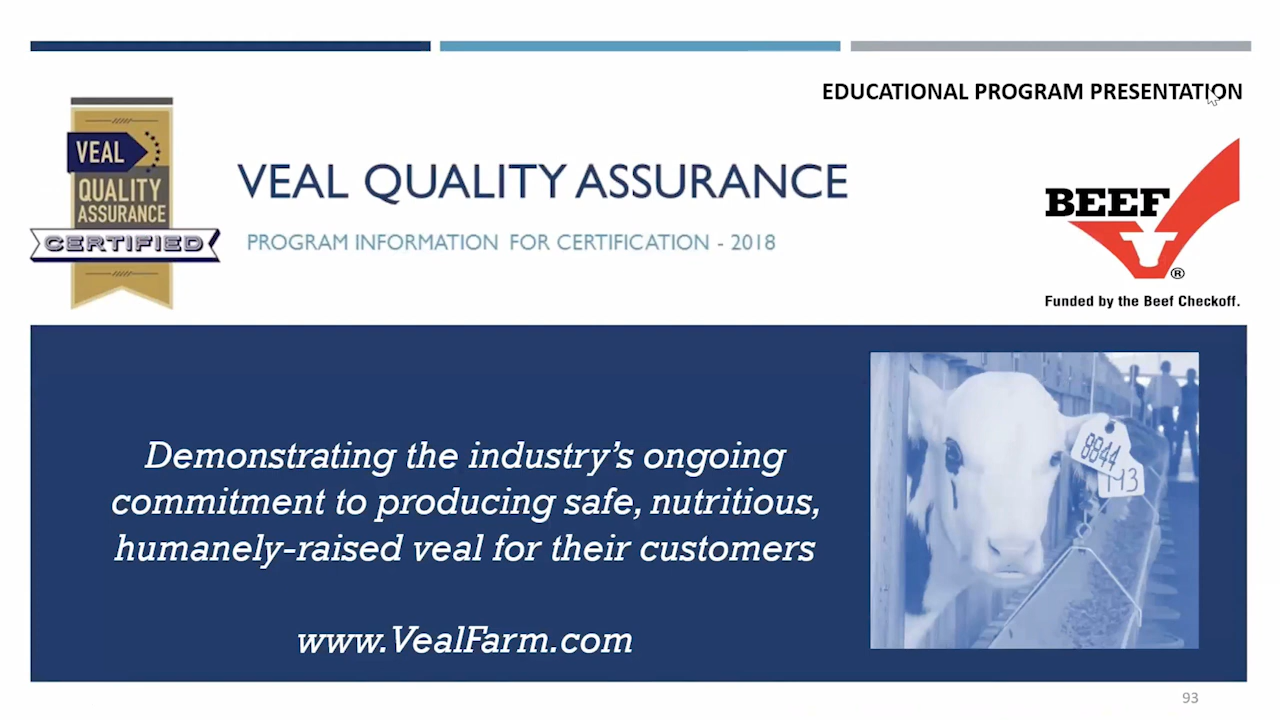 EDUCATIONAL PROGRAM PRESENTATION
VEAL
QUALITY
ASSURANCE
CERTIFIED
VEAL QUALITY ASSURANCE
PROGRAM INFORMATION FOR CERTIFICATION - 2018
BEEF
®
Funded by the Beef Checkoff.
Demonstrating the industry's ongoing
commitment to producing safe, nutritious,
humanely-raised veal for their customers
www.VealFarm.com
8844
113
93